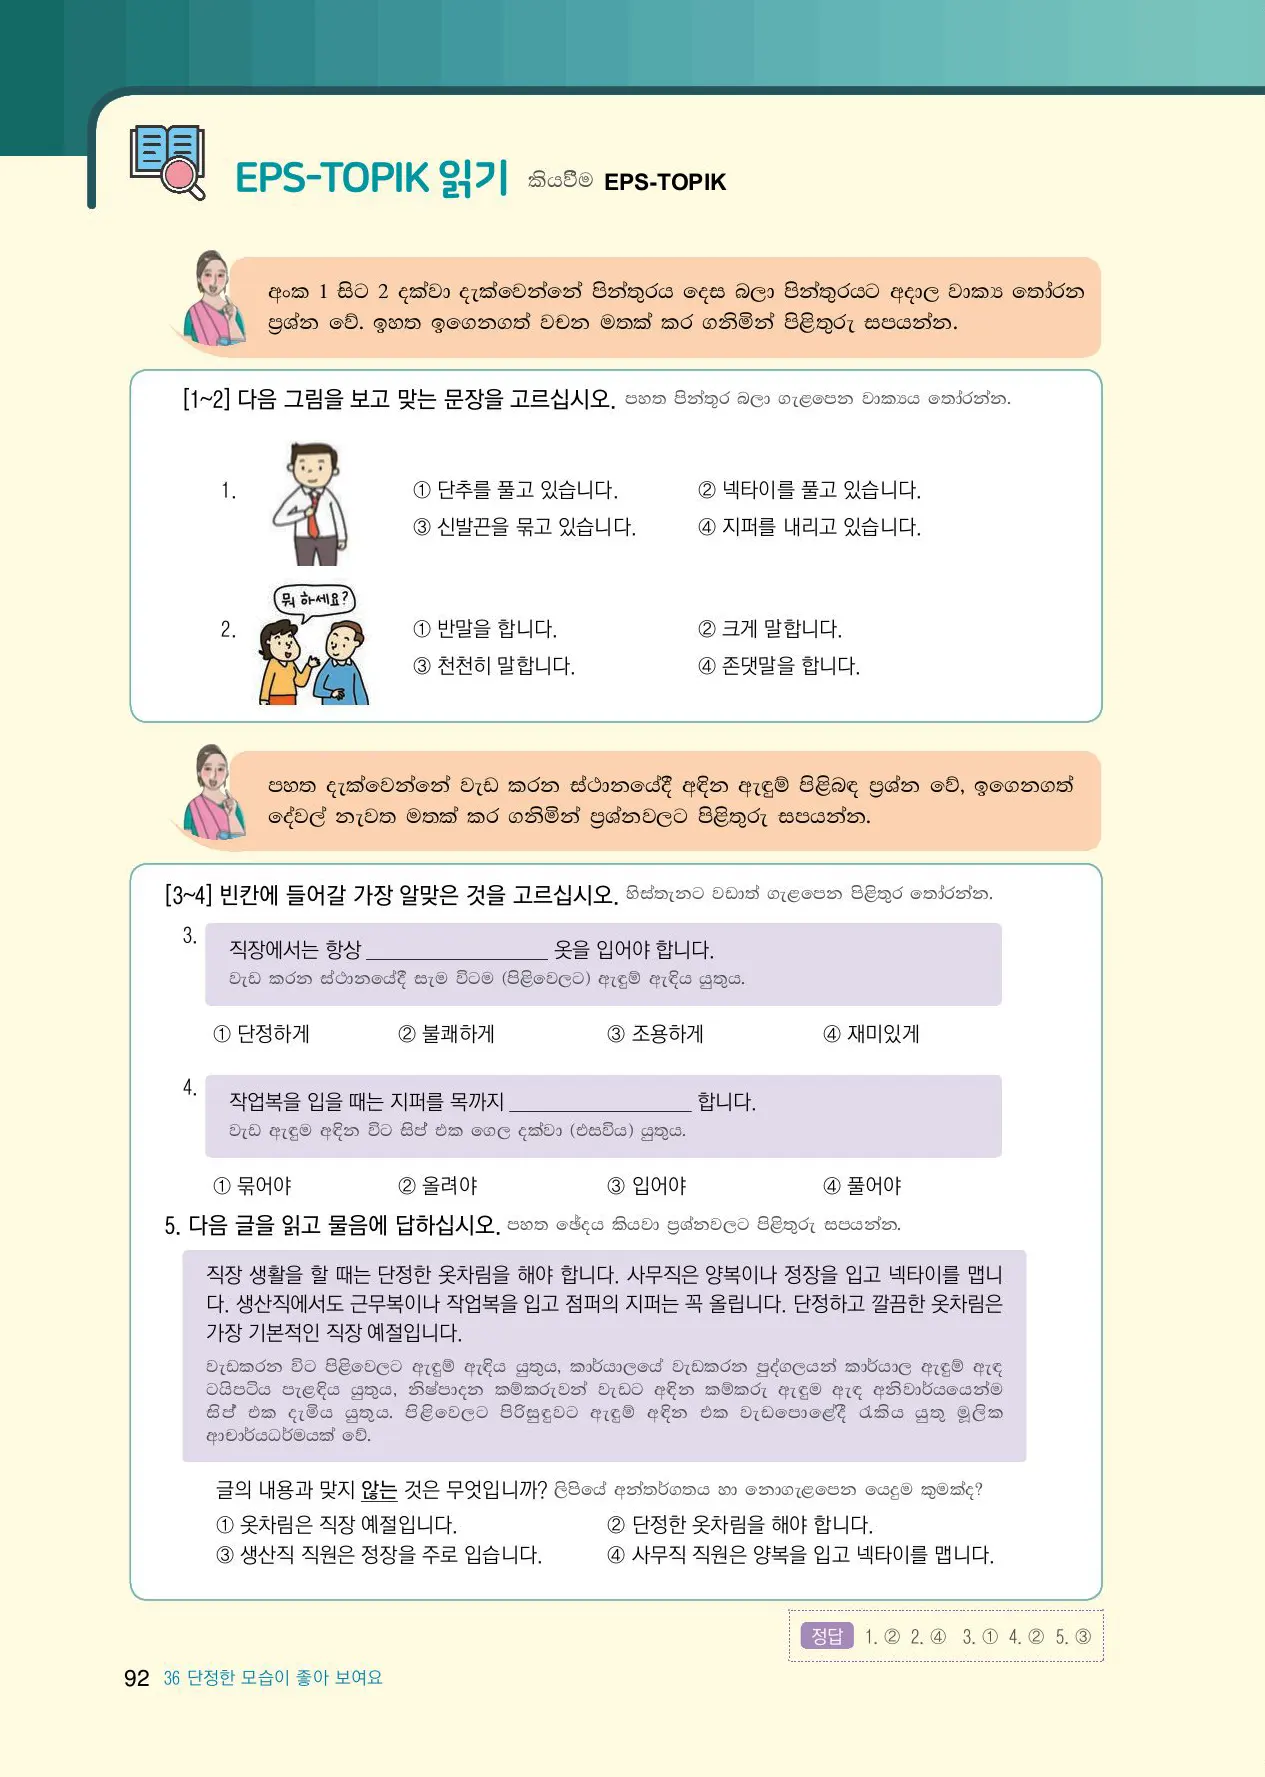 EPS-TOPIK 읽기 කියවීම EPS-TOPIK
අංක 1 සිට 2 දක්වා දැක්වෙන්නේ පින්තූරය දෙස බලා පින්තූරයට අදාල වාක්‍ය තෝරන
ප්‍රශ්න වේ. ඉහත ඉගෙනගත් වචන මතක් කර ගනිමින් පිළිතුරු සපයන්න.
[1~2] 다음 그림을 보고 맞는 문장을 고르십시오. පහත පින්තූර බලා ගැළපෙන වාක්‍යය තෝරන්න.
1. ① 단추를 풀고 있습니다. ② 넥타이를 풀고 있습니다.
③ 신발끈을 묶고 있습니다. ④ 지퍼를 내리고 있습니다.
뭐 하세요?
2. ① 반말을 합니다. ② 크게 말합니다.
③ 천천히 말합니다. ④ 존댓말을 합니다.
පහත දැක්වෙන්නේ වැඩ කරන ස්ථානයේදී අඳින ඇඳුම් පිළිබඳ ප්‍රශ්න වේ, ඉගෙනගත්
දේවල් නැවත මතක් කර ගනිමින් ප්‍රශ්නවලට පිළිතුරු සපයන්න.
[3~4] 빈칸에 들어갈 가장 알맞은 것을 고르십시오. හිස්තැනට වඩාත් ගැළපෙන පිළිතුර තෝරන්න.
3. 직장에서는 항상 ________________ 옷을 입어야 합니다.
වැඩ කරන ස්ථානයේදී සැම විටම (පිළිවෙලට) ඇඳුම් ඇඳිය යුතුය.
① 단정하게 ② 불쾌하게 ③ 조용하게 ④ 재미있게
4. 작업복을 입을 때는 지퍼를 목까지 ________________ 합니다.
වැඩ ඇඳුම අඳින විට සිප් එක ගෙල දක්වා (එසවිය) යුතුය.
① 묶어야 ② 올려야 ③ 입어야 ④ 풀어야
5. 다음 글을 읽고 물음에 답하십시오. පහත ඡේදය කියවා ප්‍රශ්නවලට පිළිතුරු සපයන්න.
직장 생활을 할 때는 단정한 옷차림을 해야 합니다. 사무직은 양복이나 정장을 입고 넥타이를 맵니
다. 생산직에서도 근무복이나 작업복을 입고 점퍼의 지퍼는 꼭 올립니다. 단정하고 깔끔한 옷차림은
가장 기본적인 직장 예절입니다.
වැඩකරන විට පිළිවෙලට ඇඳුම් ඇඳිය යුතුය, කාර්යාලයේ වැඩකරන පුද්ගලයන් කාර්යාල ඇඳුම් ඇඳ
ටයිපටිය පැළඳිය යුතුය, නිෂ්පාදන කම්කරුවන් වැඩට අඳින කම්කරු ඇඳුම ඇඳ අනිවාර්යයෙන්ම
සිප් එක දැමිය යුතුය. පිළිවෙලට පිරිසුදුවට ඇඳුම් අඳින එක වැඩපොළේදී රැකිය යුතු මූලික
ආචාර්යධර්මයක් වේ.
글의 내용과 맞지 않는 것은 무엇입니까? ලිපියේ අන්තර්ගතය හා නොගැළපෙන යෙදුම කුමක්ද?
① 옷차림은 직장 예절입니다. ② 단정한 옷차림을 해야 합니다.
③ 생산직 직원은 정장을 주로 입습니다. ④ 사무직 직원은 양복을 입고 넥타이를 맵니다.
정답 1. ② 2. ④ 3. ① 4. ② 5. ③
92 36 단정한 모습이 좋아 보여요